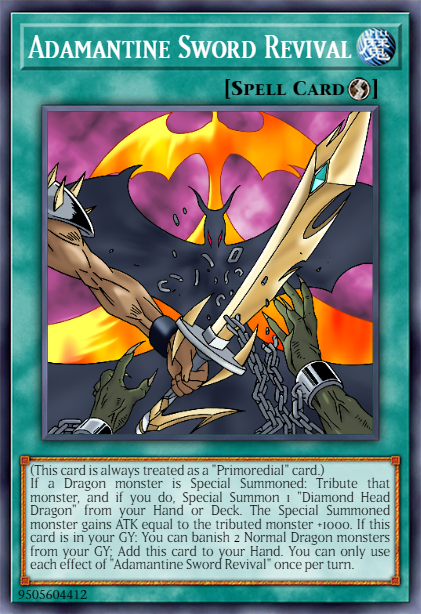 Adamantine Sword Revival 魔
[Spell Card]
(This card is always treated as a "Primoredial" card.)
If a Dragon monster is Special Summoned: Tribute that
monster, and if you do, Special Summon 1 "Diamond Head
Dragon" from your Hand or Deck. The Special Summoned
monster gains ATK equal to the tributed monster +1000. If this
card is in your GY: You can banish 2 Normal Dragon monsters
from your GY; Add this card to your Hand. You can only use
each effect of "Adamantine Sword Revival" once per turn.
9505604412